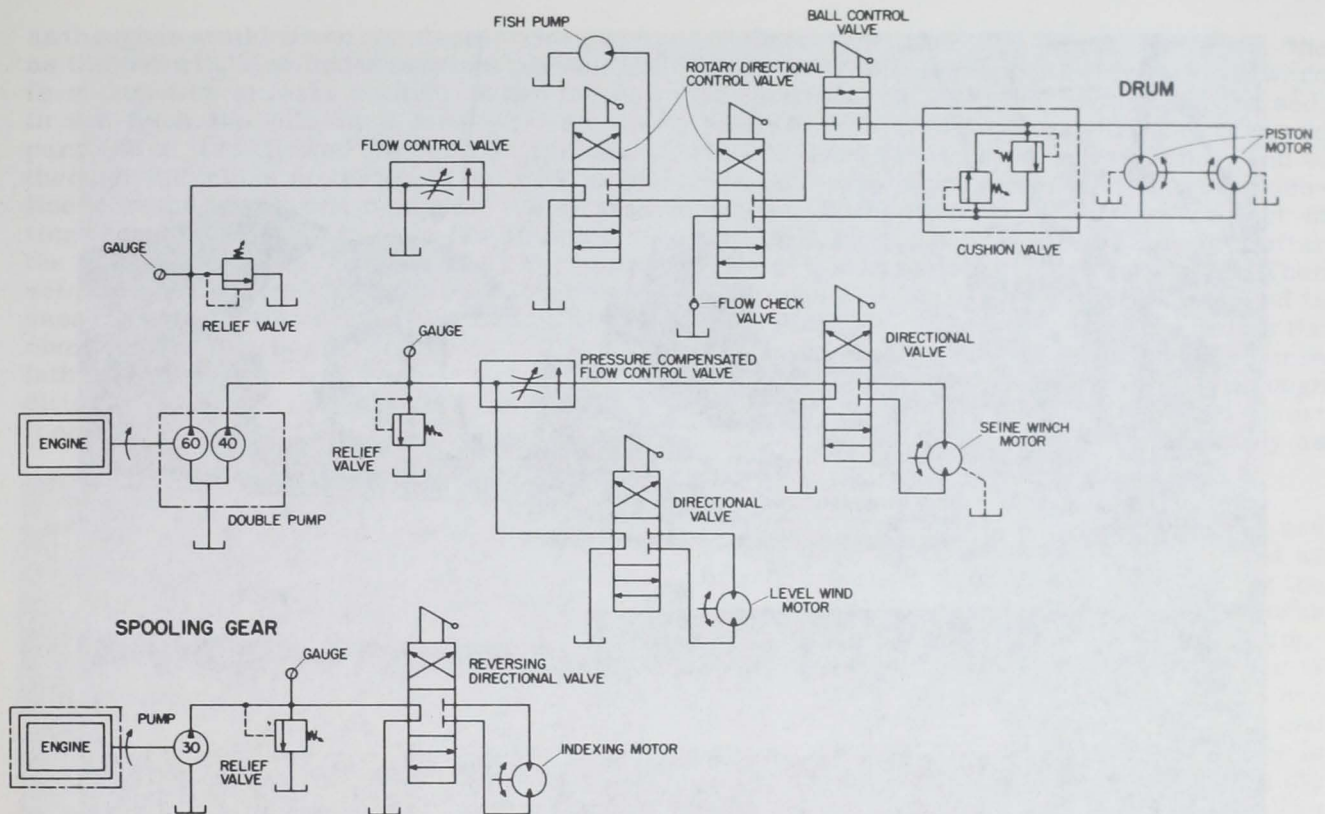 FISH PUMP
BALL CONTROL
VALVE
ROTARY DIRECTIONAL
CONTROL VALVE
DRUM
PISTON
MOTOR
FLOW CONTROL VALVE
CUSHION VALVE
GAUGE
RELIEF VALVE
FLOW CHECK
VALVE
GAUGE
DIRECTIONAL
VALVE
PRESSURE COMPENSATED
FLOW CONTROL VALVE
ENGINE
60
40
RELIEF
VALVE
SEINE WINCH
MOTOR
DOUBLE PUMP
DIRECTIONAL
VALVE
LEVEL WIND
MOTOR
SPOOLING GEAR
GAUGE
REVERSING
DIRECTIONAL VALVE
PUMP
ENGINE
30
RELIEF
VALVE
INDEXING MOTOR